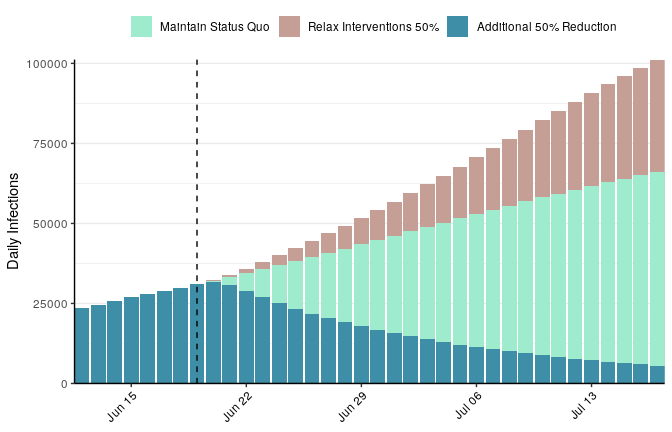 Maintain Status Quo Relax Interventions 50% Additional 50% Reduction
Daily Infections
100000
75000
50000
25000
0
Jun 15 Jun 22 Jun 29 Jul 06 Jul 13